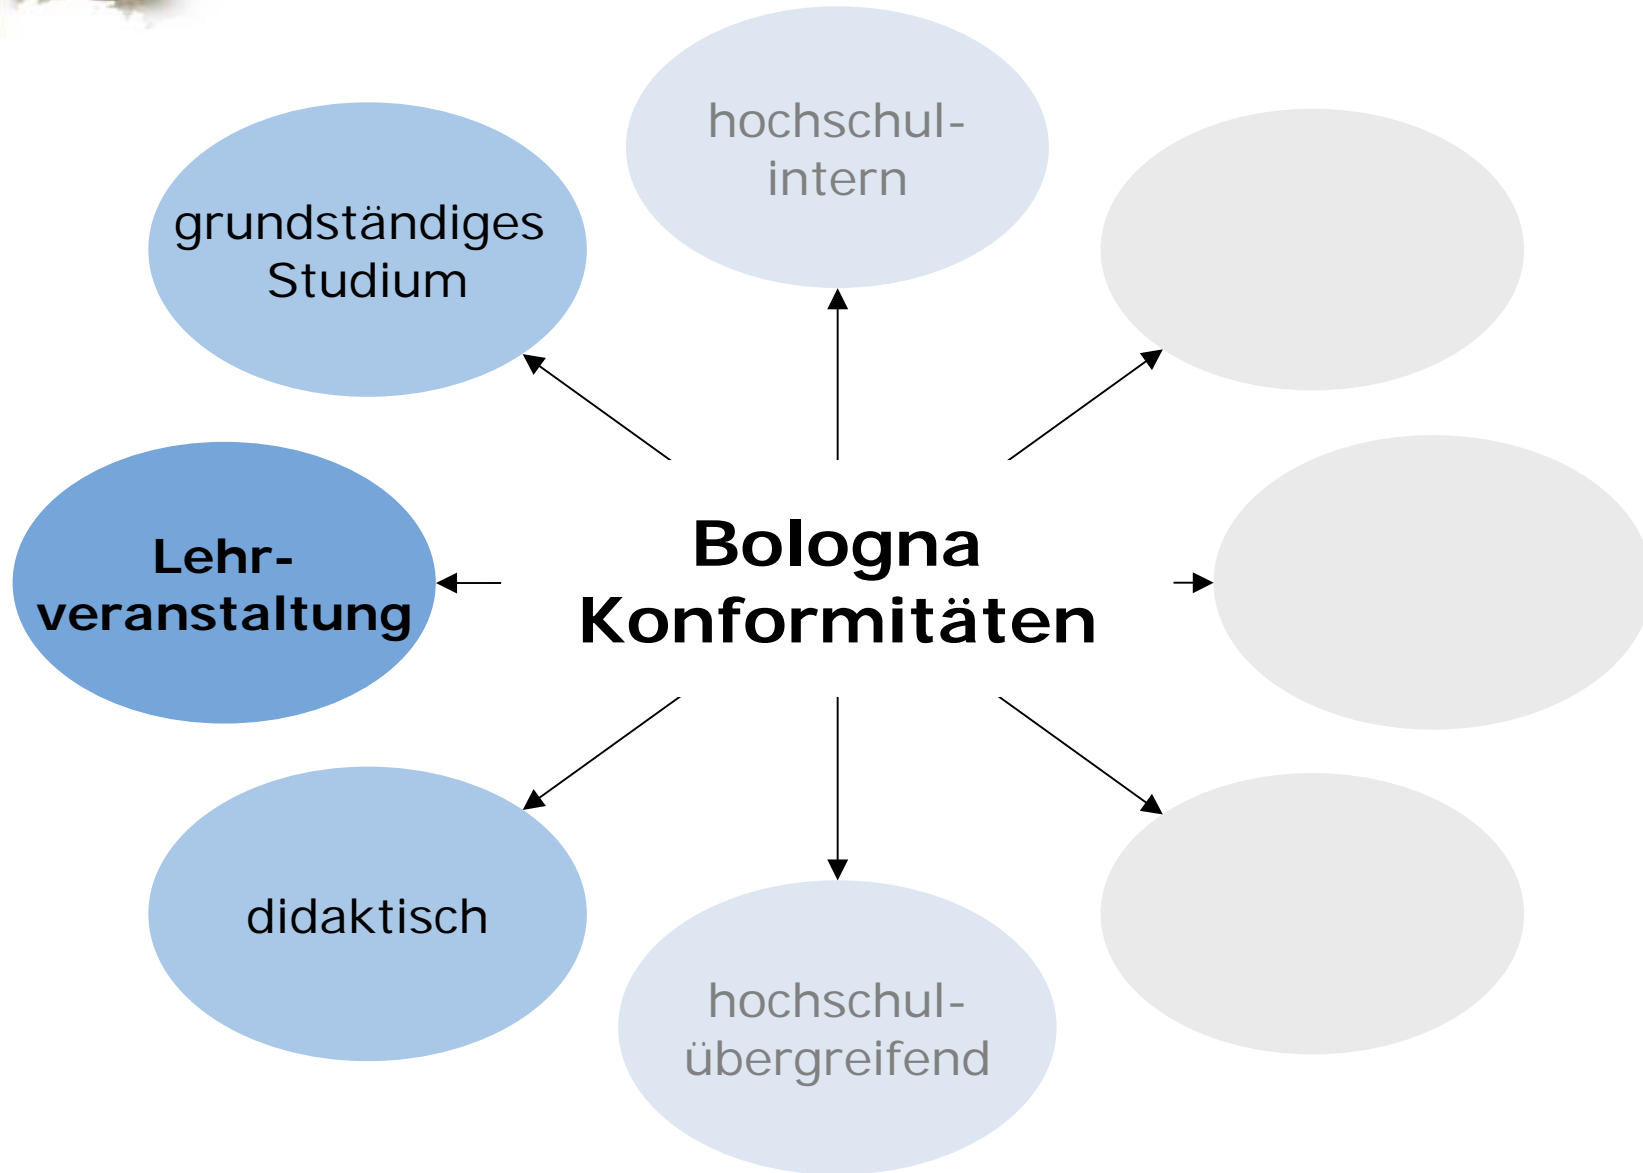 hochschul-
intern
grundständiges
Studium
Lehr-
veranstaltung
Bologna
Konformitäten
didaktisch
hochschul-
übergreifend